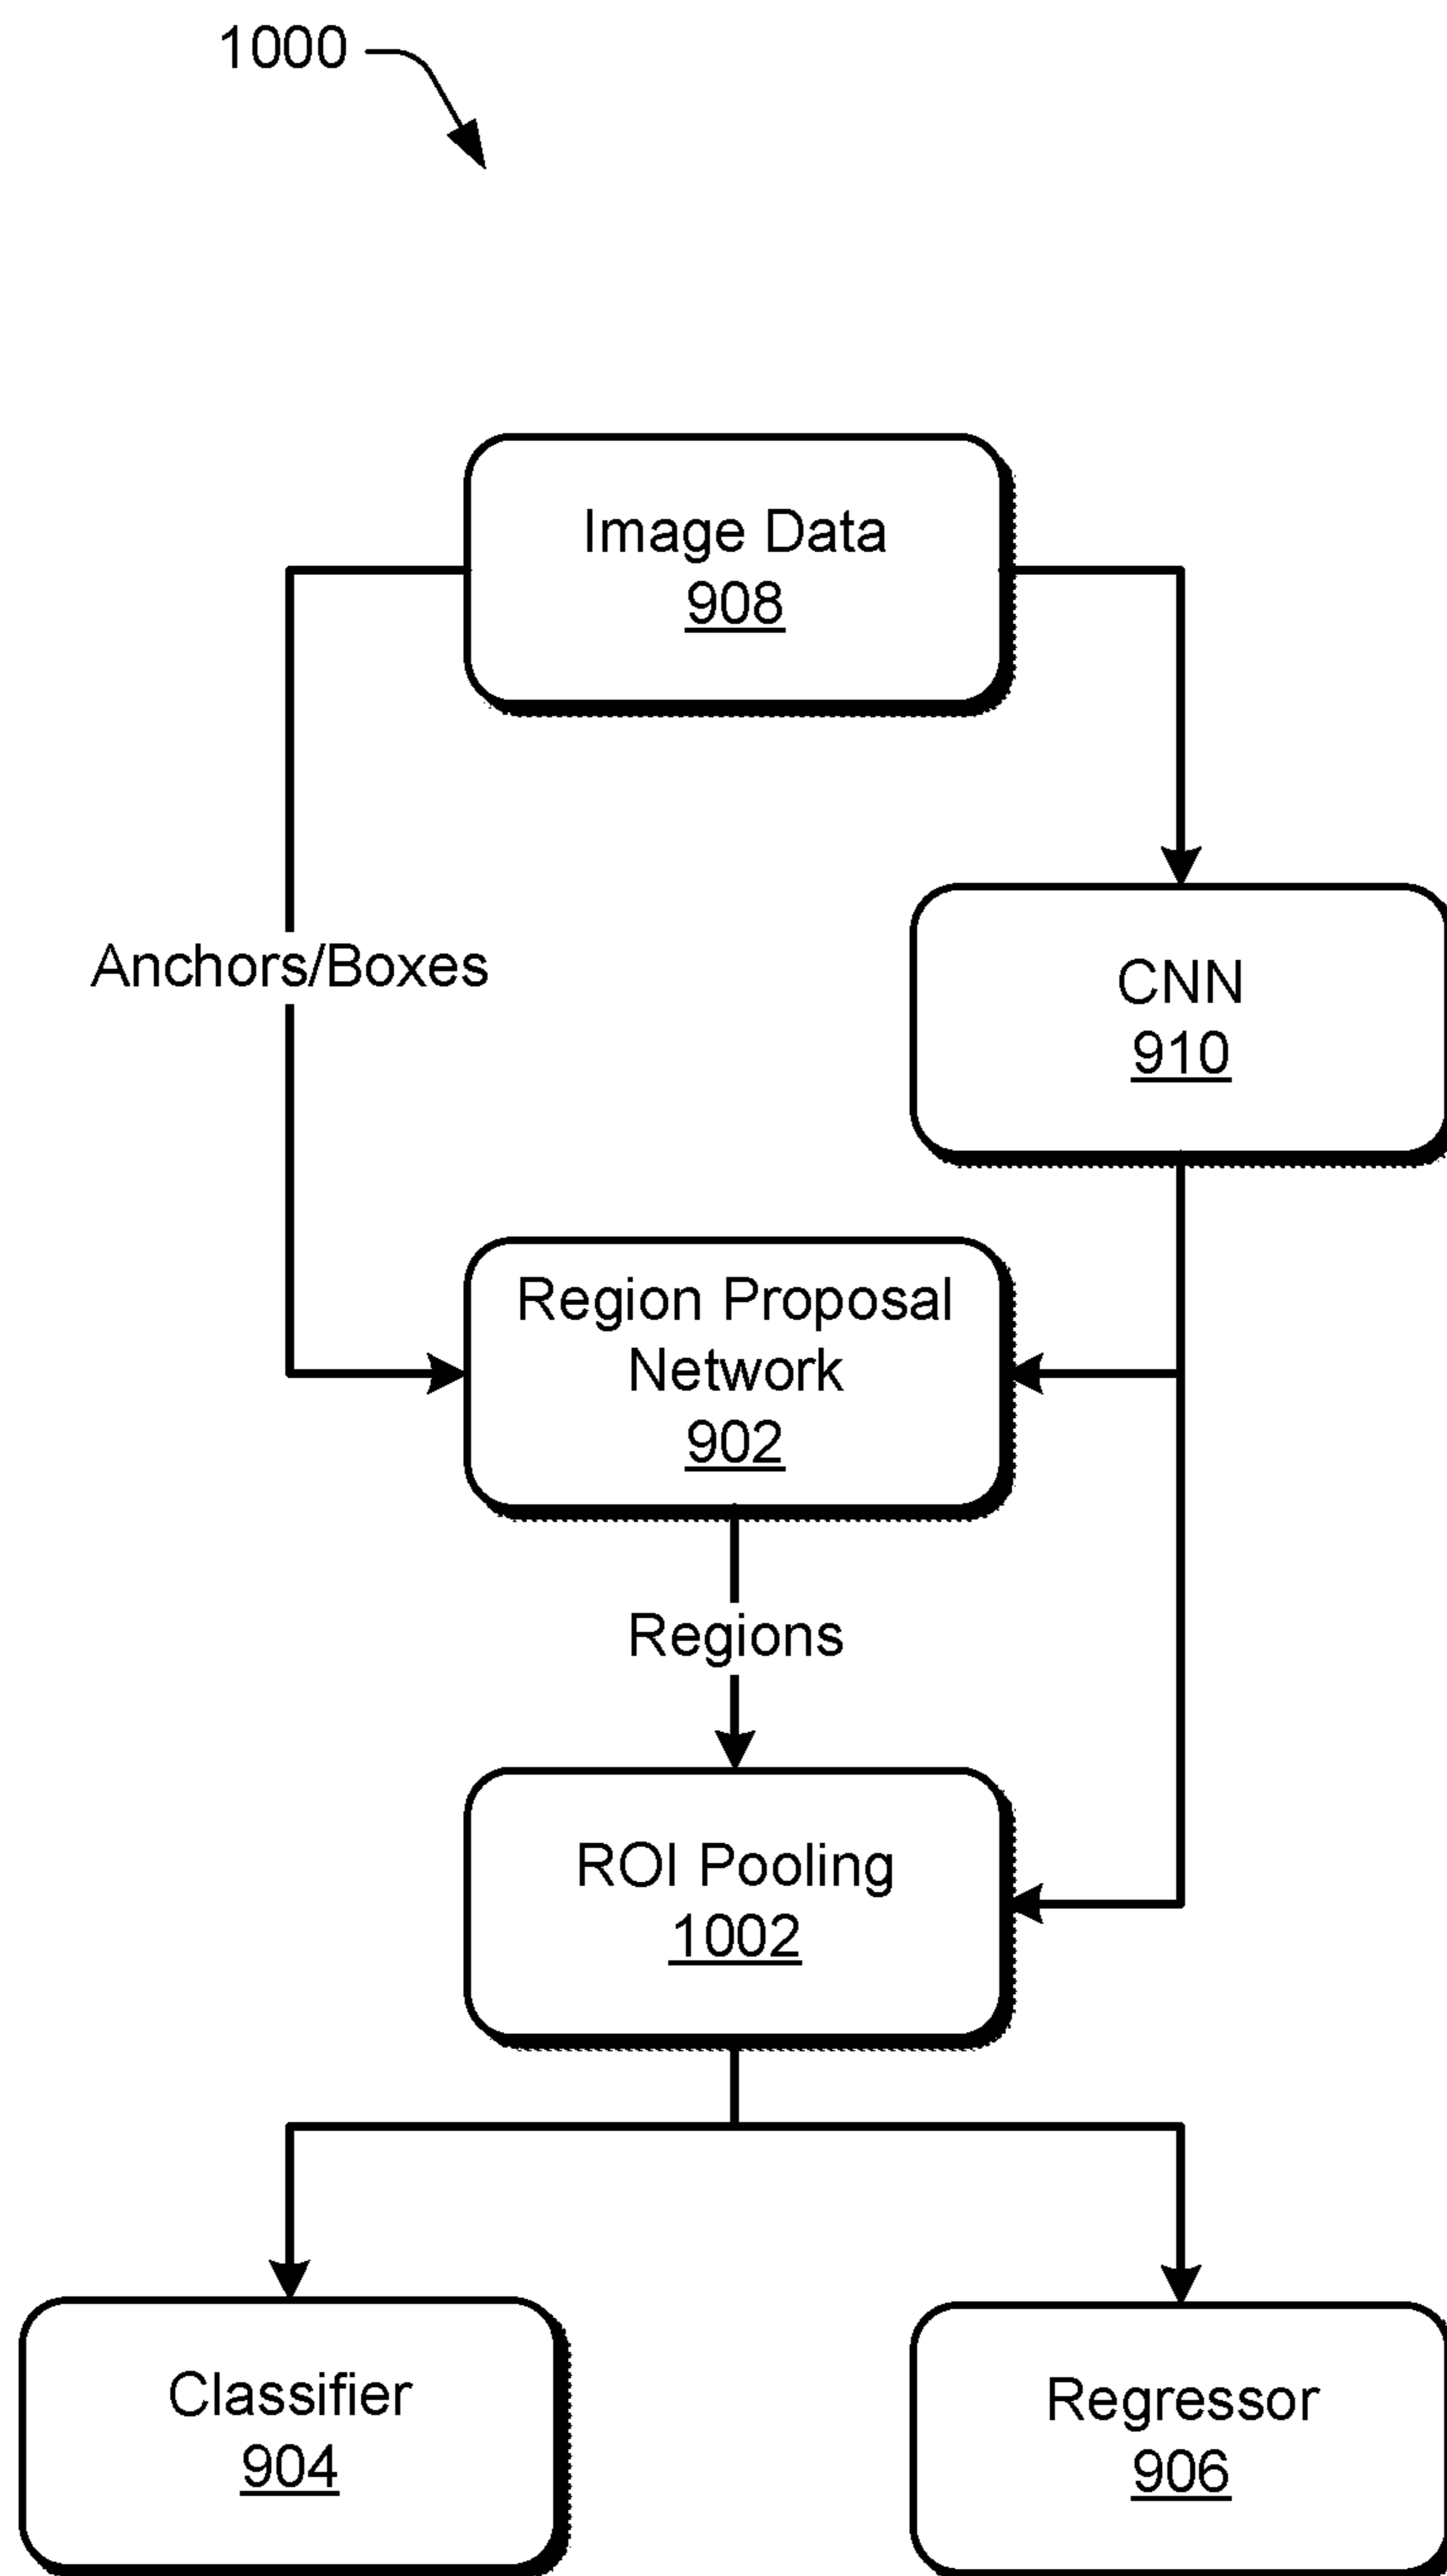 1000
Image Data
908
Anchors/Boxes
CNN
910
Region Proposal
Network
902
Regions
ROI Pooling
1002
Classifier
904
Regressor
906